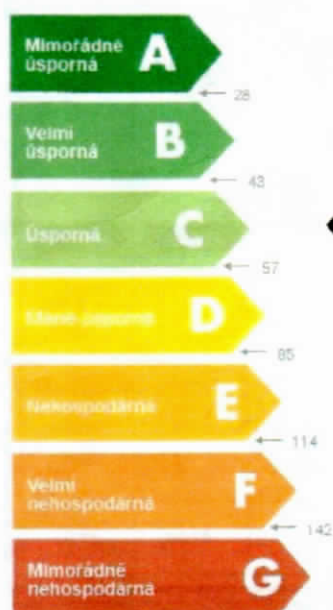 Mimořádně
úsporná
A
28
Velmi
úsporná
B
43
Úsporná
C
57
Méně úsporná
D
85
Nehospodárná
E
114
Velmi
nehospodárná
F
142
Mimořádně
nehospodárná
G